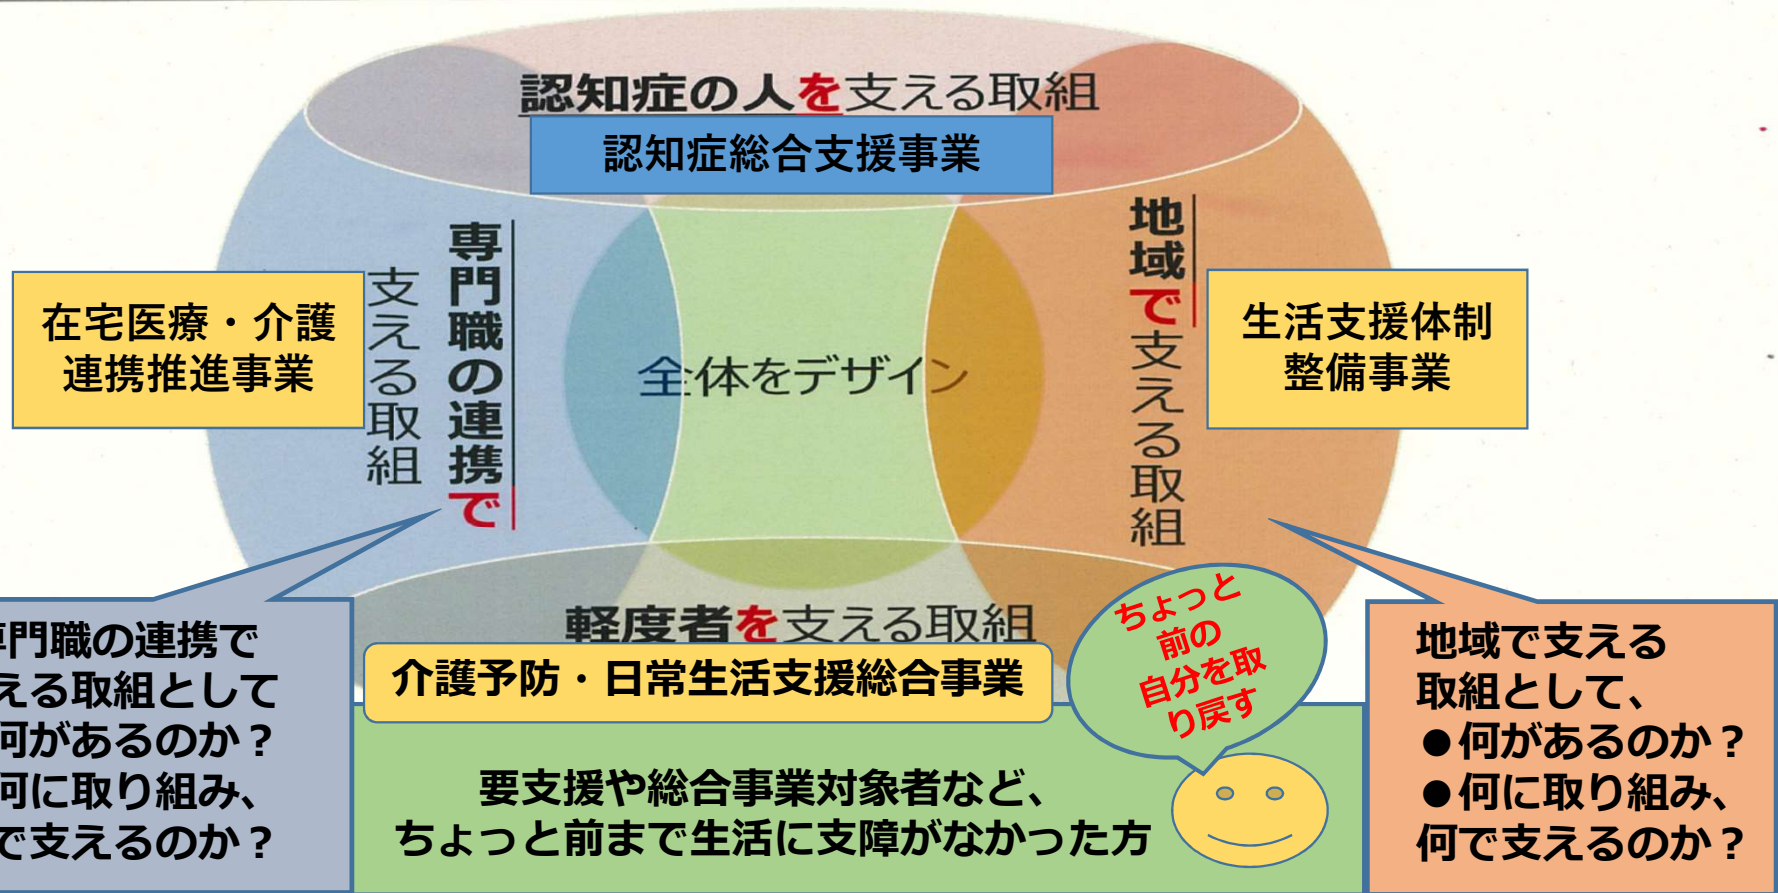 認知症の人を支える取組
認知症総合支援事業
専門職の連携で
支える取組
地域で支える取組
在宅医療・介護
連携推進事業
全体をデザイン
生活支援体制
整備事業
軽度者を支える取組
介護予防・日常生活支援総合事業
ちょっと
前の
自分を取
り戻す
門職の連携で
える取組として
何があるのか？
何に取り組み、
で支えるのか？
要支援や総合事業対象者など、
ちょっと前まで生活に支障がなかった方
地域で支える
取組として、
●何があるのか？
●何に取り組み、
何で支えるのか？